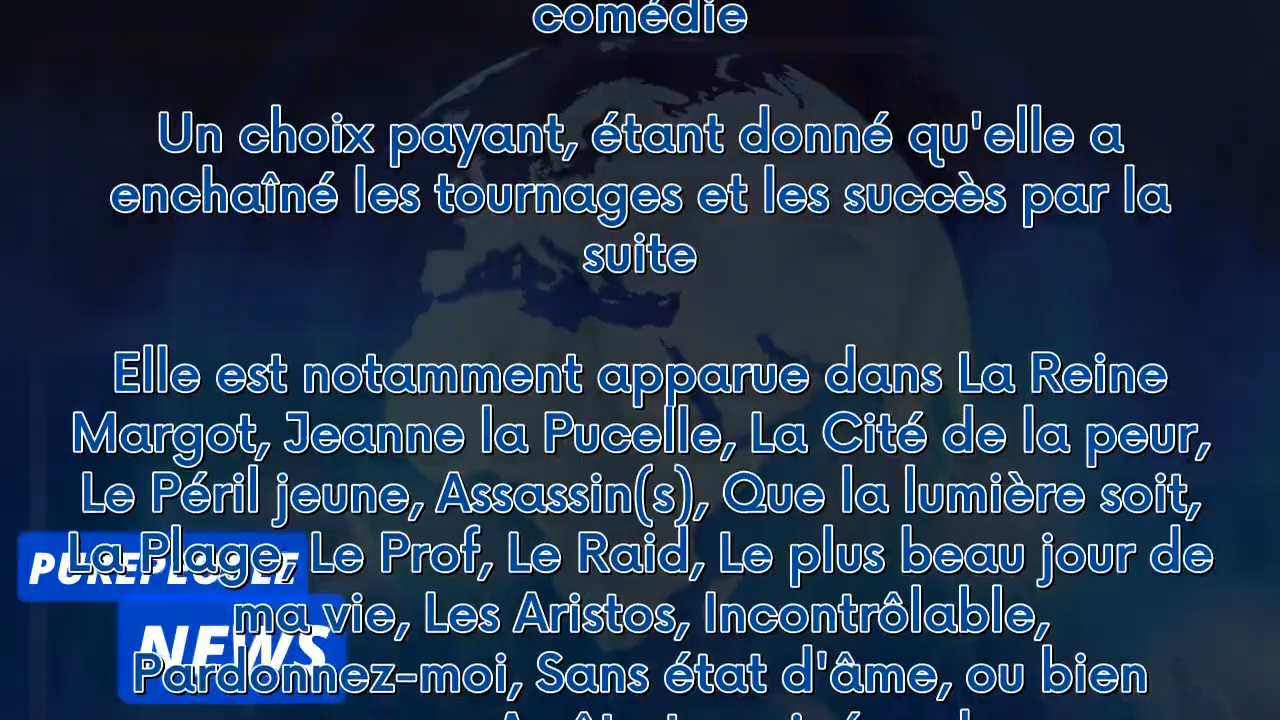 comédie
Un choix payant, étant donné qu'elle a
enchaîné les tournages et les succès par la
suite
Elle est notamment apparue dans La Reine
Margot, Jeanne la Pucelle, La Cité de la peur,
Le Péril jeune, Assassin(s), Que la lumière soit,
La Plage, Le Prof, Le Raid, Le plus beau jour de
ma vie, Les Aristos, Incontrôlable,
Pardonnez-moi, Sans état d'âme, ou bien
PUREPEOPLE
NEWS